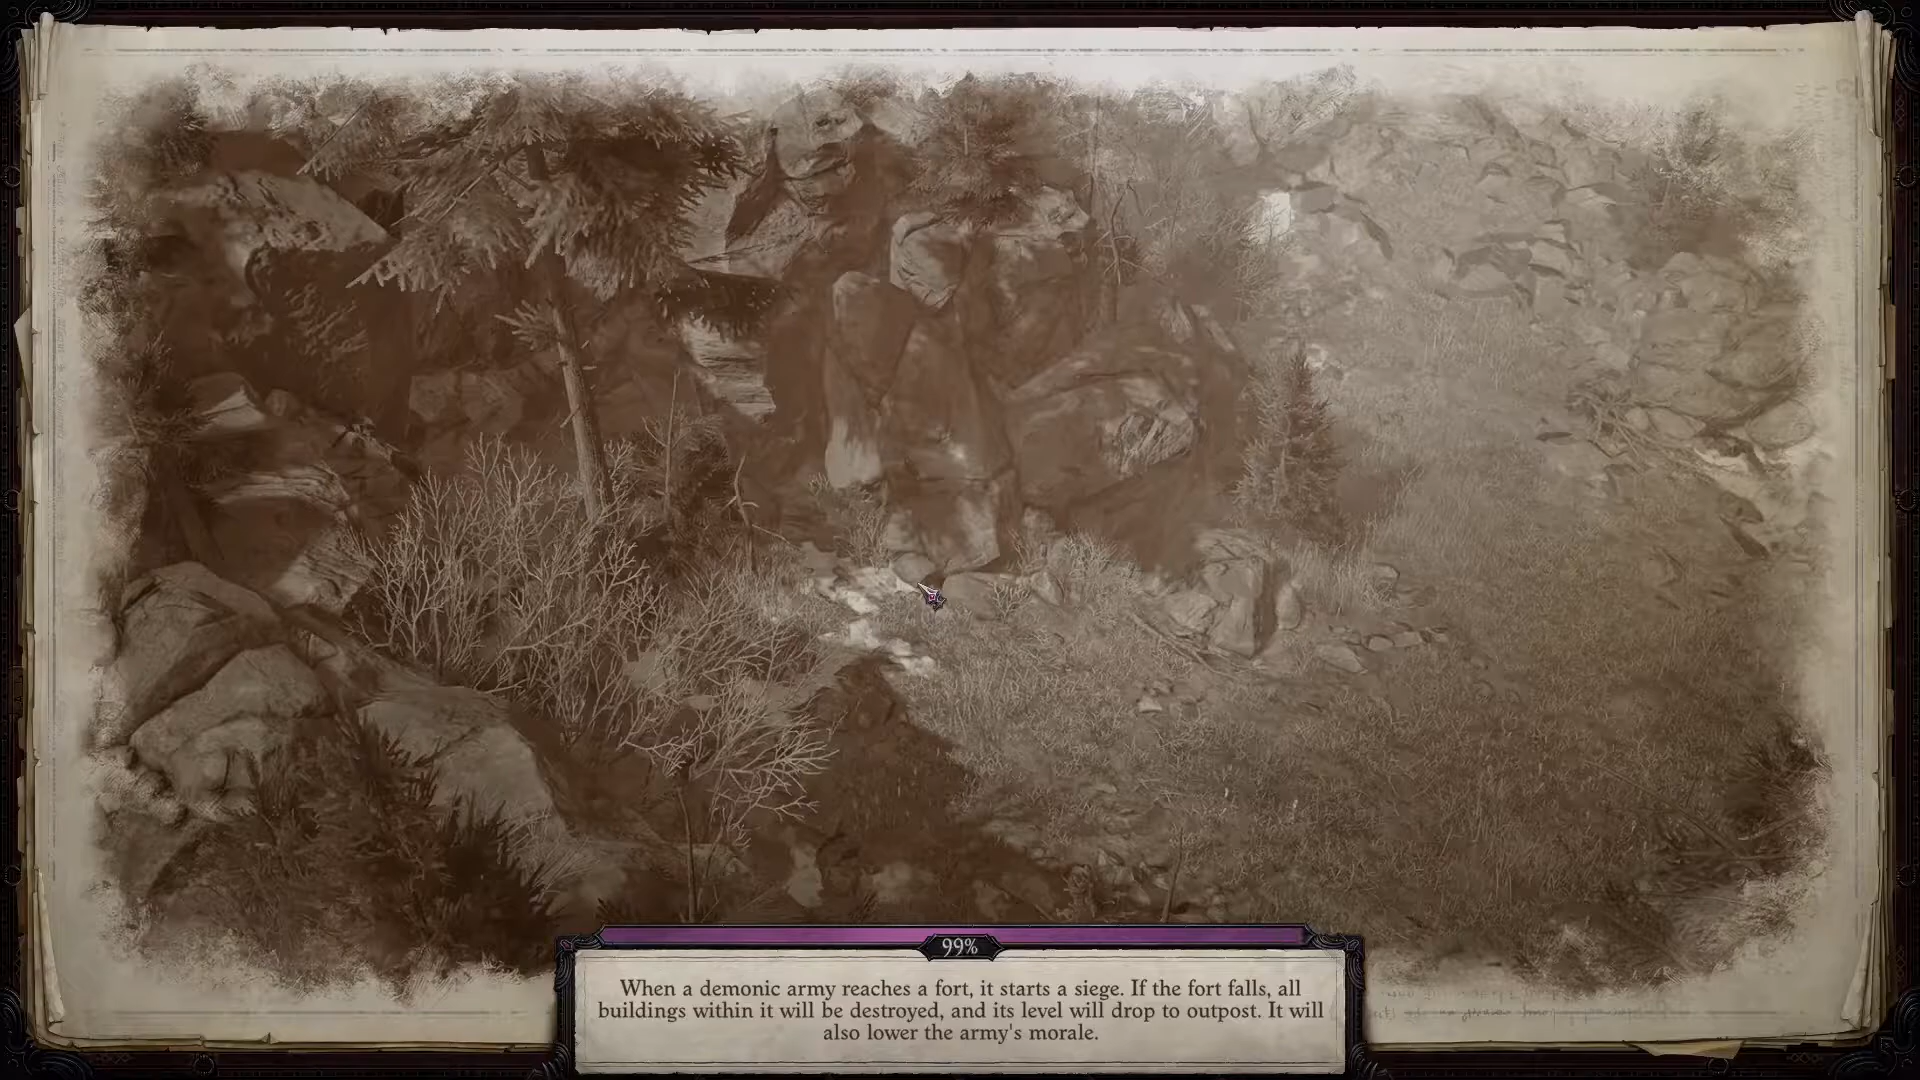 99%
When a demonic army reaches a fort, it starts a siege. If the fort falls, all
buildings within it will be destroyed, and its level will drop to outpost. It will
also lower the army's morale.